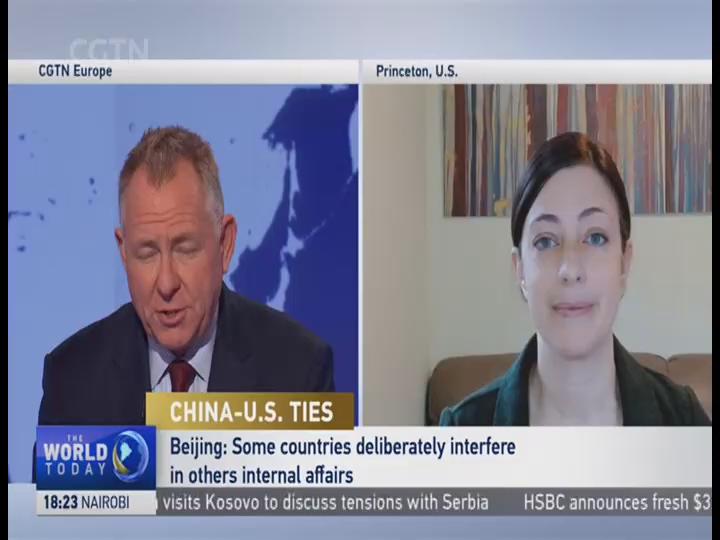 CGTN
CGTN Europe
Princeton, U.S.
CHINA-U.S. TIES
THE
WORLD
TODAY
Beijing: Some countries deliberately interfere
in others internal affairs
18:23 NAIROBI
visits Kosovo to discuss tensions with Serbia
HSBC announces fresh $3